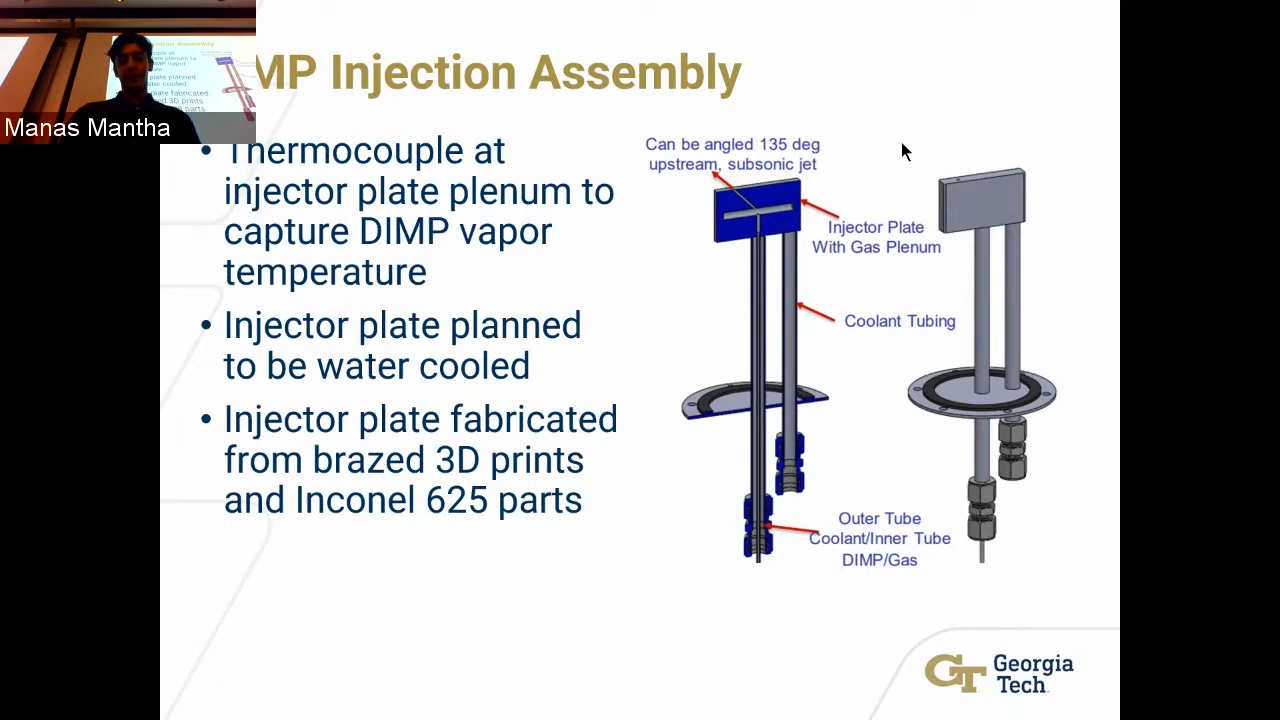 MP Injection Assembly
Manas Mantha
• Thermocouple at
injector plate plenum to
capture DIMP vapor
temperature
• Injector plate planned
to be water cooled
• Injector plate fabricated
from brazed 3D prints
and Inconel 625 parts
Can be angled 135 deg
upstream, subsonic jet
Injector Plate
With Gas Plenum
Coolant Tubing
Outer Tube
Coolant/Inner Tube
DIMP/Gas
GT Georgia
Tech